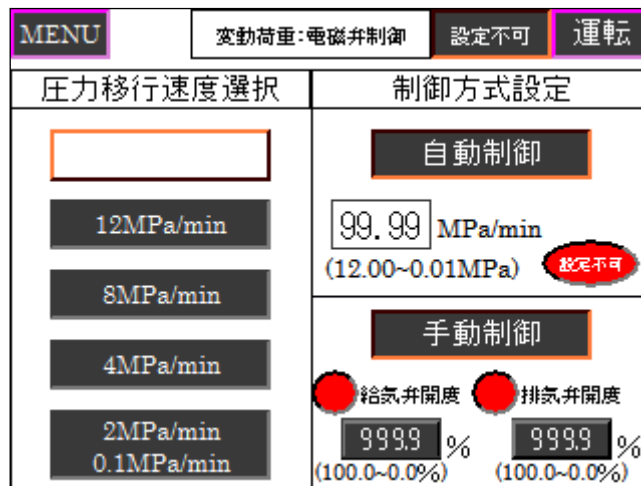 MENU
変動荷重:電磁弁制御
設定不可
運転
圧力移行速度選択
12MPa/min
8MPa/min
4MPa/min
2MPa/min
0.1MPa/min
制御方式設定
自動制御
99.99 MPa/min
(12.00~0.01MPa)
設定不可
手動制御
給気弁開度
排気弁開度
999.9 %
999.9 %
(100.0~0.0%)
(100.0~0.0%)